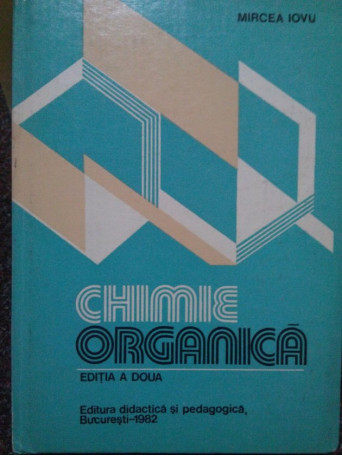 MIRCEA IOVU
CHIMIE
ORGANICĂ
EDIȚIA A DOUA
Editura didactică și pedagogică,
București-1982